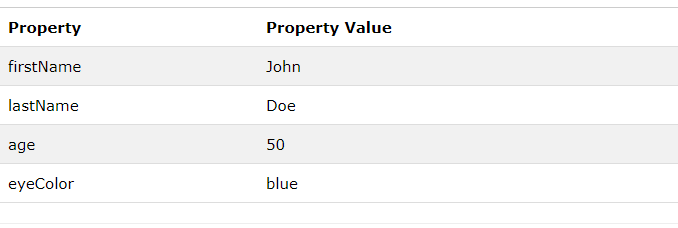 Property Property Value
firstName John
lastName Doe
age 50
eyeColor blue